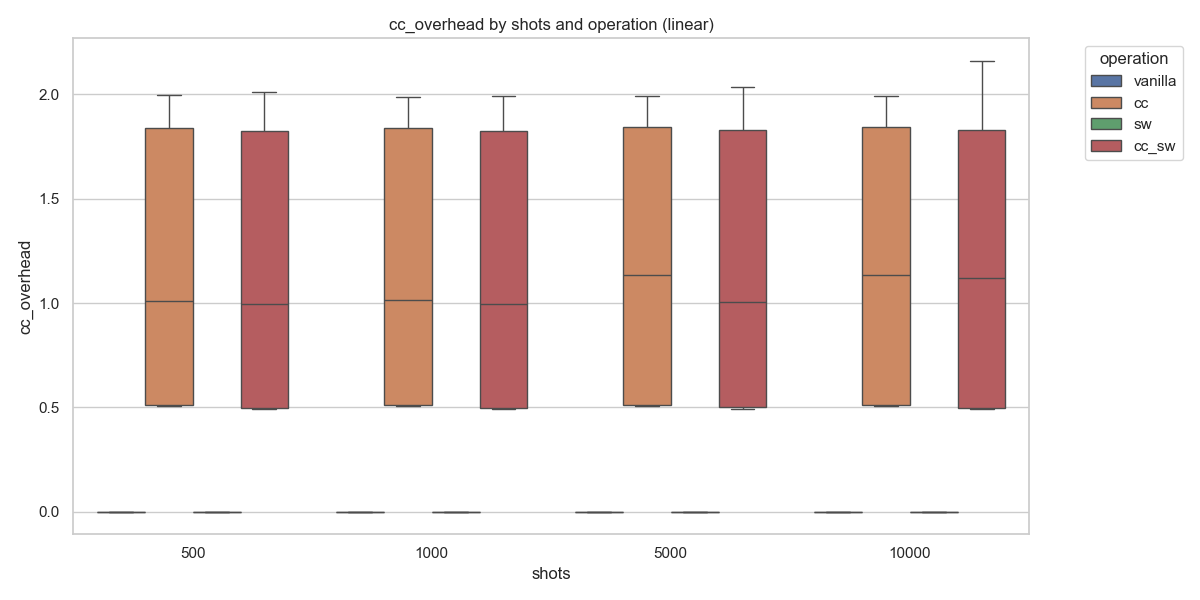 cc_overhead by shots and operation (linear)
operation
vanilla
cc
sw
cc_sw
cc_overhead
2.0
1.5
1.0
0.5
0.0
500
1000
5000
10000
shots